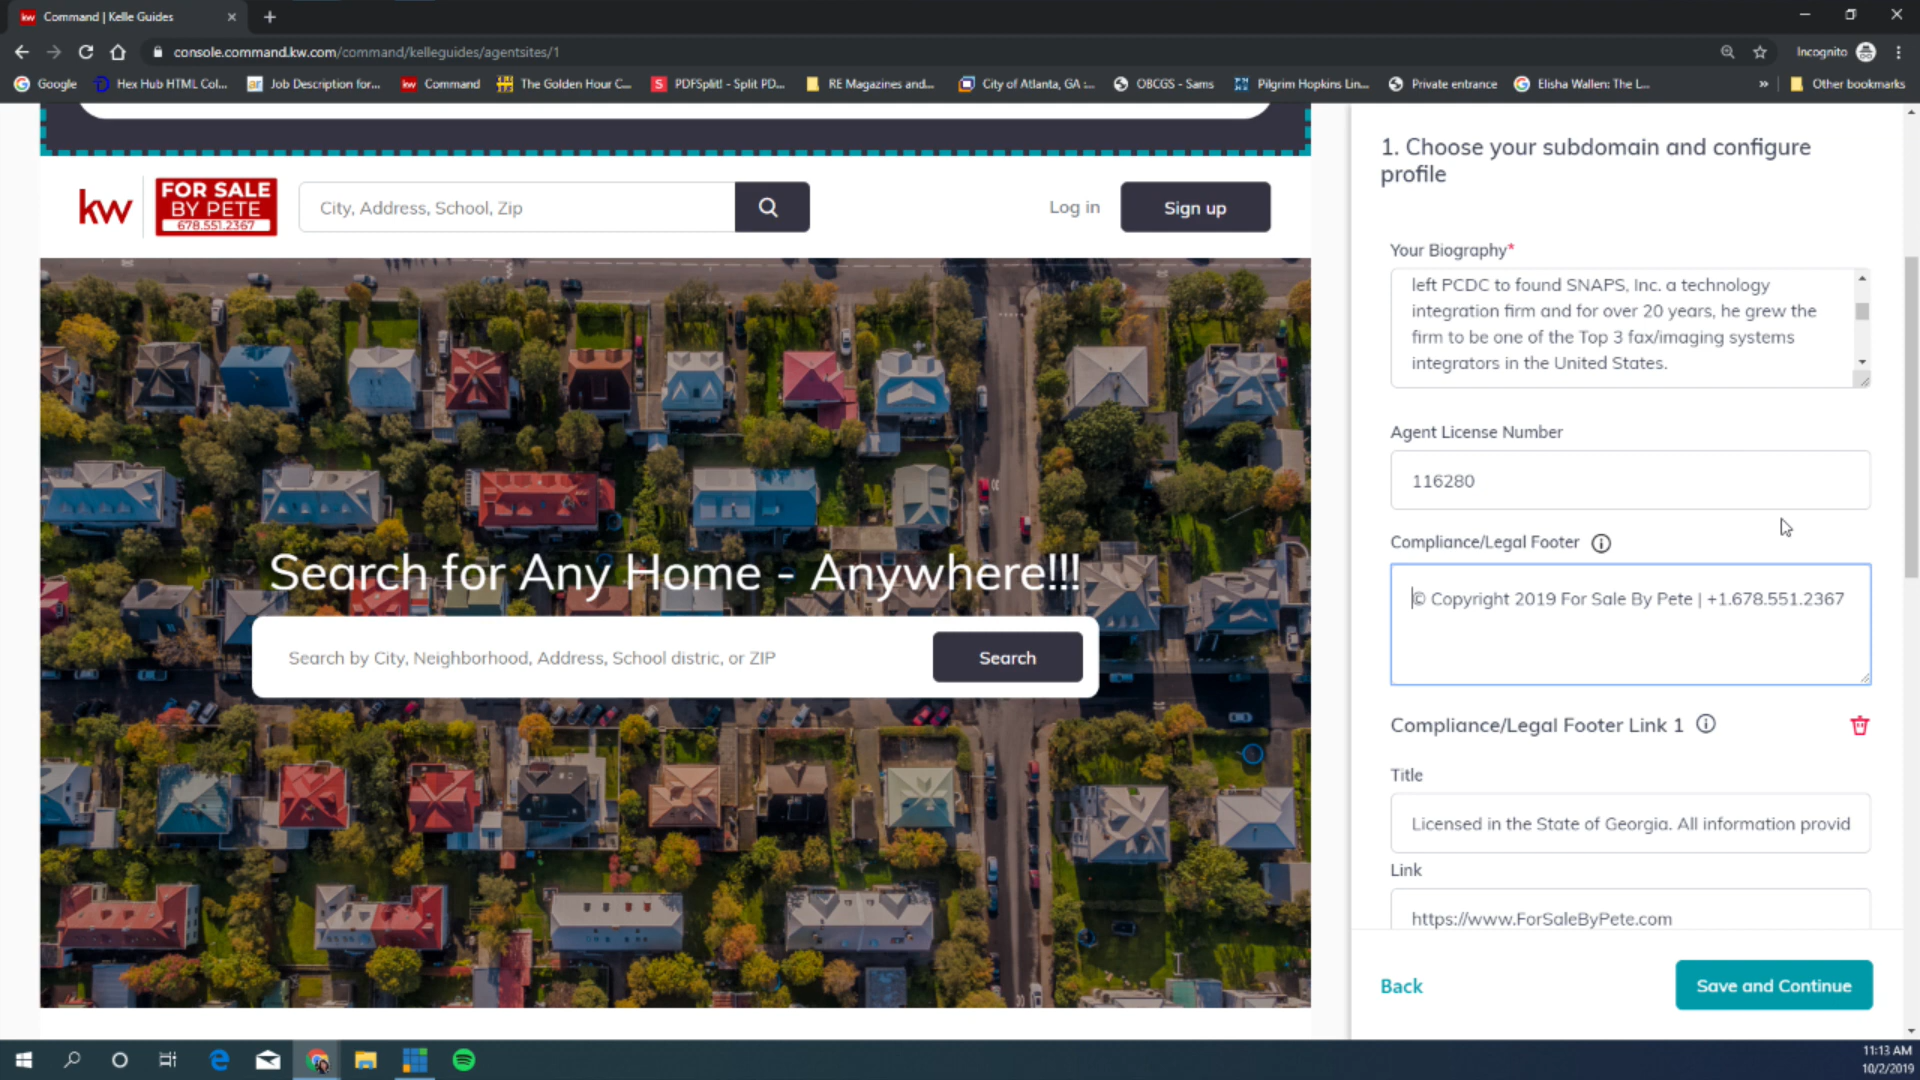 Command | Kelle Guides
console.command.kw.com/command/kelleguides/agentsites/1
Incognito
Google
Hex Hub HTML Col...
Job Description for...
Command
The Golden Hour C...
PDFSplit! - Split PD...
RE Magazines and...
City of Atlanta, GA :...
OBCGS - Sams
Pilgrim Hopkins Lin...
Private entrance
Elisha Wallen: The L...
»
Other bookmarks
kw
FOR SALE
BY PETE
678.551.2367
City, Address, School, Zip
Log in
Sign up
Search for Any Home - Anywhere!!!
Search by City, Neighborhood, Address, School distric, or ZIP
Search
1. Choose your subdomain and configure
profile
Your Biography*
left PCDC to found SNAPS, Inc. a technology
integration firm and for over 20 years, he grew the
firm to be one of the Top 3 fax/imaging systems
integrators in the United States.
Agent License Number
116280
Compliance/Legal Footer
© Copyright 2019 For Sale By Pete | +1.678.551.2367
Compliance/Legal Footer Link 1
Title
Licensed in the State of Georgia. All information provid
Link
https://www.ForSaleByPete.com
Back
Save and Continue
11:13 AM
10/2/2019